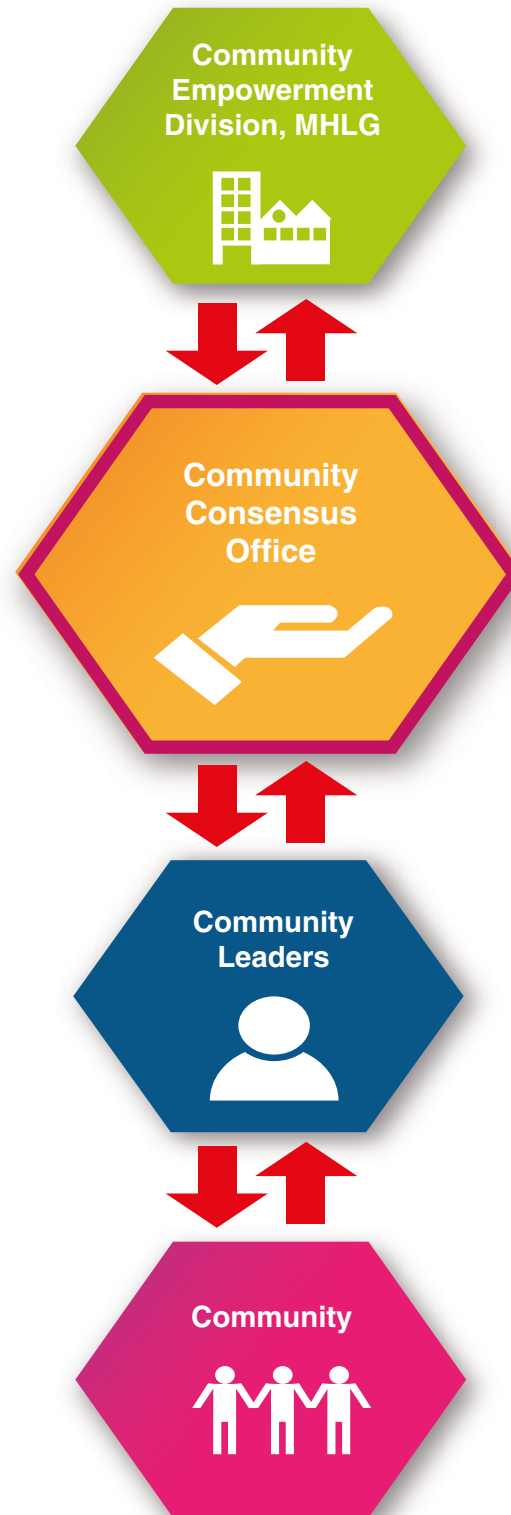 Community
Empowerment
Division, MHLG
Community
Consensus
Office
Community
Leaders
Community